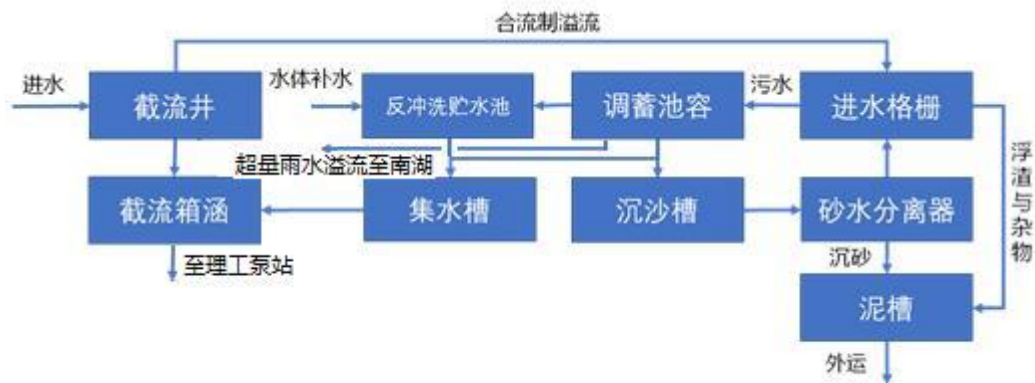 合流制溢流
进水
截流井
水体补水
反冲洗贮水池
调蓄池容
污水
进水格栅
超量雨水溢流至南湖
浮渣与杂物
截流箱涵
集水槽
沉沙槽
砂水分离器
至理工泵站
沉砂
泥槽
外运